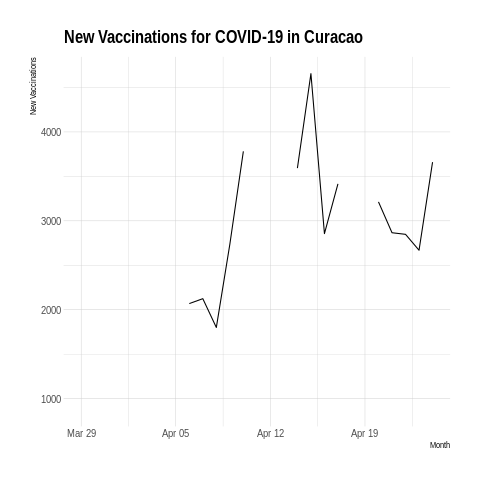 New Vaccinations for COVID-19 in Curacao
New Vaccinations
4000
3000
2000
1000
Mar 29 Apr 05 Apr 12 Apr 19
Month